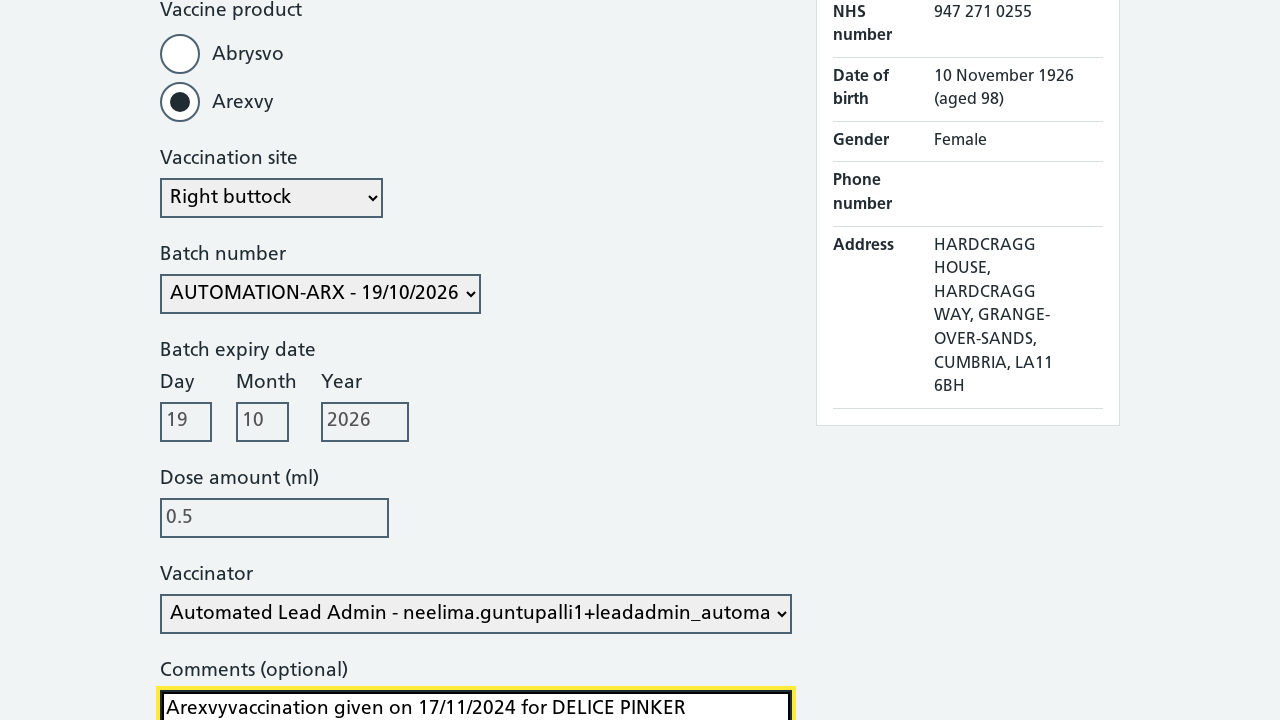 Vaccine product
Abrysvo
Arexvy
Vaccination site
Right buttock
Batch number
AUTOMATION-ARX - 19/10/2026
Batch expiry date
Day Month Year
19 10 2026
Dose amount (ml)
0.5
Vaccinator
Automated Lead Admin - neelima.guntupalli1+leadadmin_automa
Comments (optional)
Arexvyvaccination given on 17/11/2024 for DELICE PINKER
NHS number 947 271 0255
Date of birth 10 November 1926 (aged 98)
Gender Female
Phone number
Address HARDCRAGG
HOUSE,
HARDCRAGG
WAY, GRANGE-
OVER-SANDS,
CUMBRIA, LA11
6BH